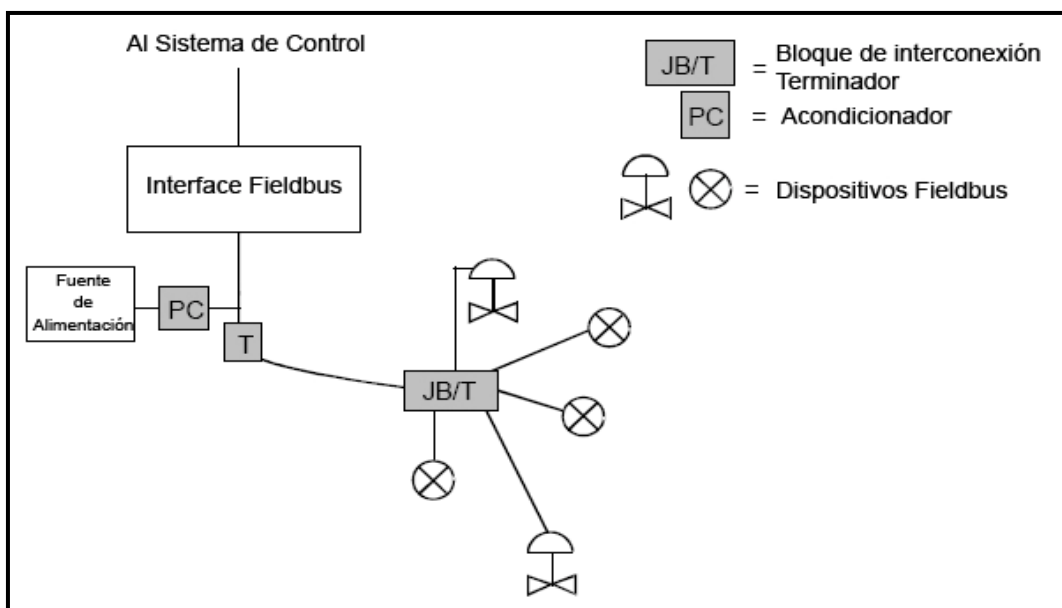 Al Sistema de Control
JB/T
=
Bloque de interconexión
Terminador
PC
=
Acondicionador
Interface Fieldbus
=
Dispositivos Fieldbus
Fuente
de
Alimentación
PC
T
JB/T